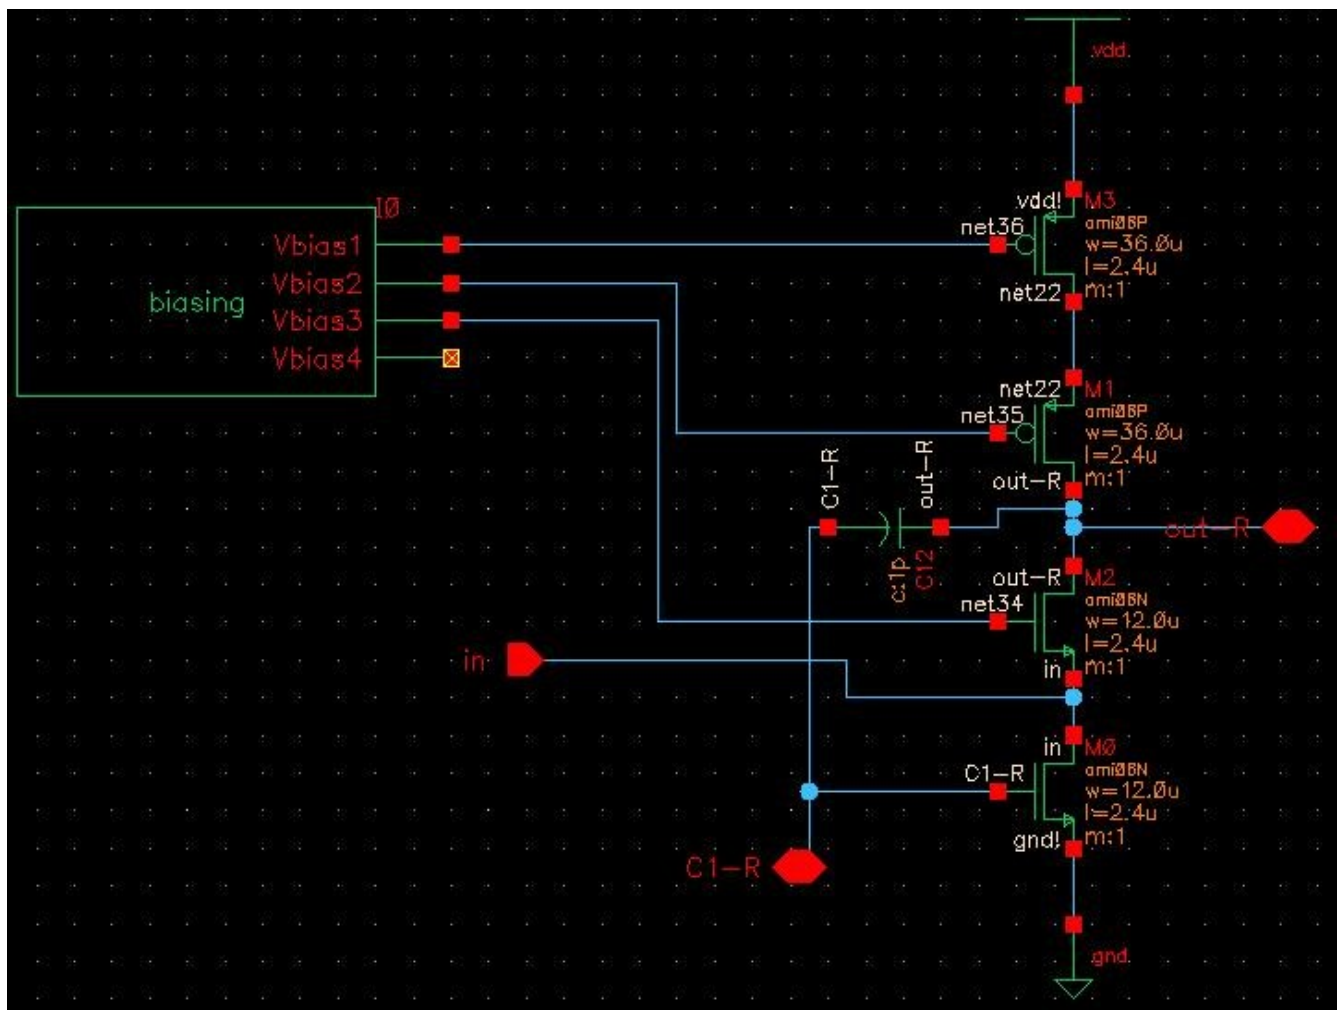 vdd
I0
Vbias1
Vbias2
Vbias3
Vbias4
biasing
vdd!
M3
net36
ami06P
w=36.0u
l=2.4u
net22
m:1
net22
M1
net35
ami06P
w=36.0u
l=2.4u
out-R
m:1
C1-R
out-R
c:1p
C12
out-R
out-R
M2
net34
ami06N
w=12.0u
l=2.4u
in
m:1
in
in
M0
C1-R
ami06N
w=12.0u
l=2.4u
gnd!
m:1
C1-R
gnd